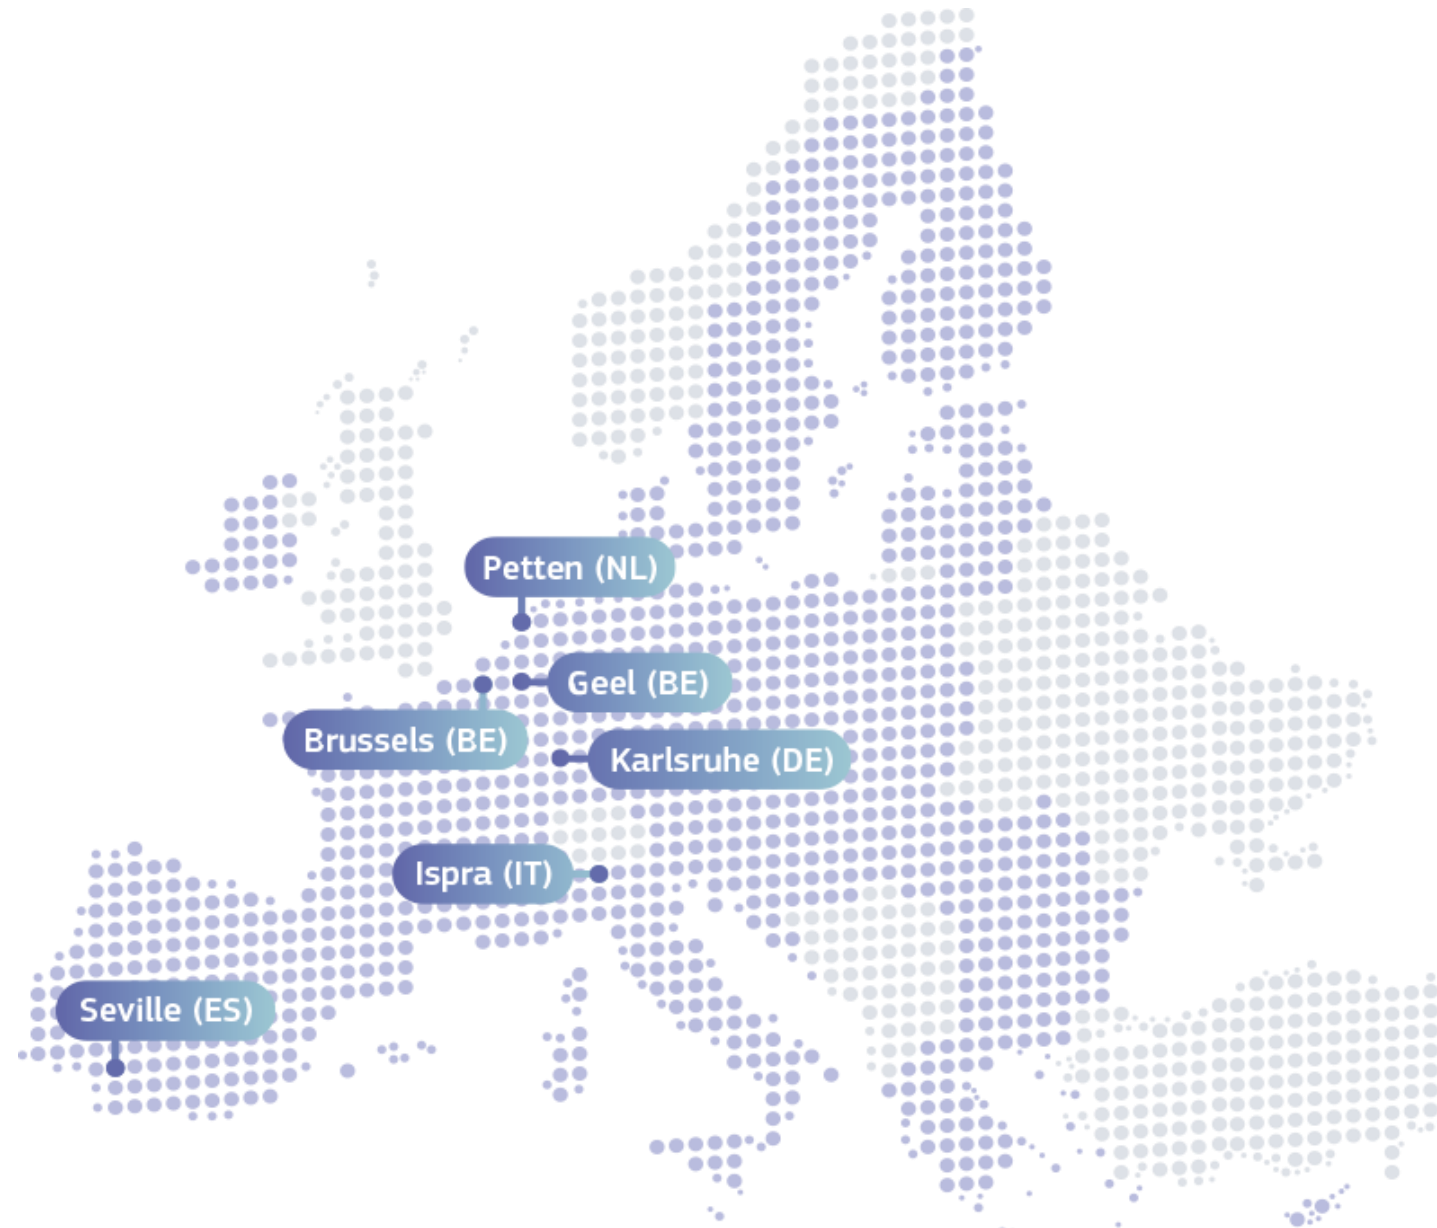 Petten (NL)
Geel (BE)
Brussels (BE)
Karlsruhe (DE)
Ispra (IT)
Seville (ES)